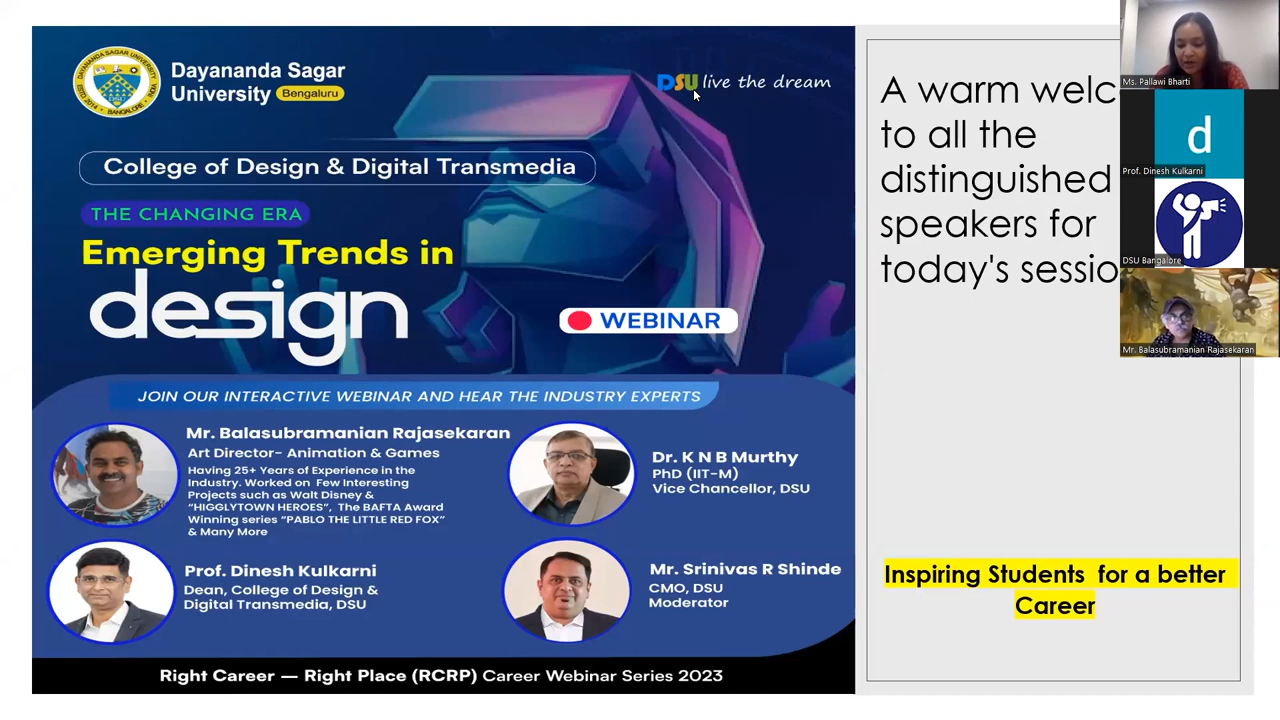 Dayananda Sagar
University Bengaluru
DSU live the dream
College of Design & Digital Transmedia
THE CHANGING ERA
Emerging Trends in
design
WEBINAR
JOIN OUR INTERACTIVE WEBINAR AND HEAR THE INDUSTRY EXPERTS
Mr. Balasubramanian Rajasekaran
Art Director- Animation & Games
Having 25+ Years of Experience in the
Industry. Worked on Few Interesting
Projects such as Walt Disney &
“HIGGLYTOWN HEROES”, The BAFTA Award
Winning series “PABLO THE LITTLE RED FOX”
& Many More
Dr. K N B Murthy
PhD (IIT-M)
Vice Chancellor, DSU
Prof. Dinesh Kulkarni
Dean, College of Design &
Digital Transmedia, DSU
Mr. Srinivas R Shinde
CMO, DSU
Moderator
Right Career — Right Place (RCRP) Career Webinar Series 2023
A warm welc
to all the
distinguished
speakers for
today's sessio
Inspiring Students for a better
Career
Ms. Pallawi Bharti
d
Prof. Dinesh Kulkarni
DSU Bangalore
Mr. Balasubramanian Rajasekaran